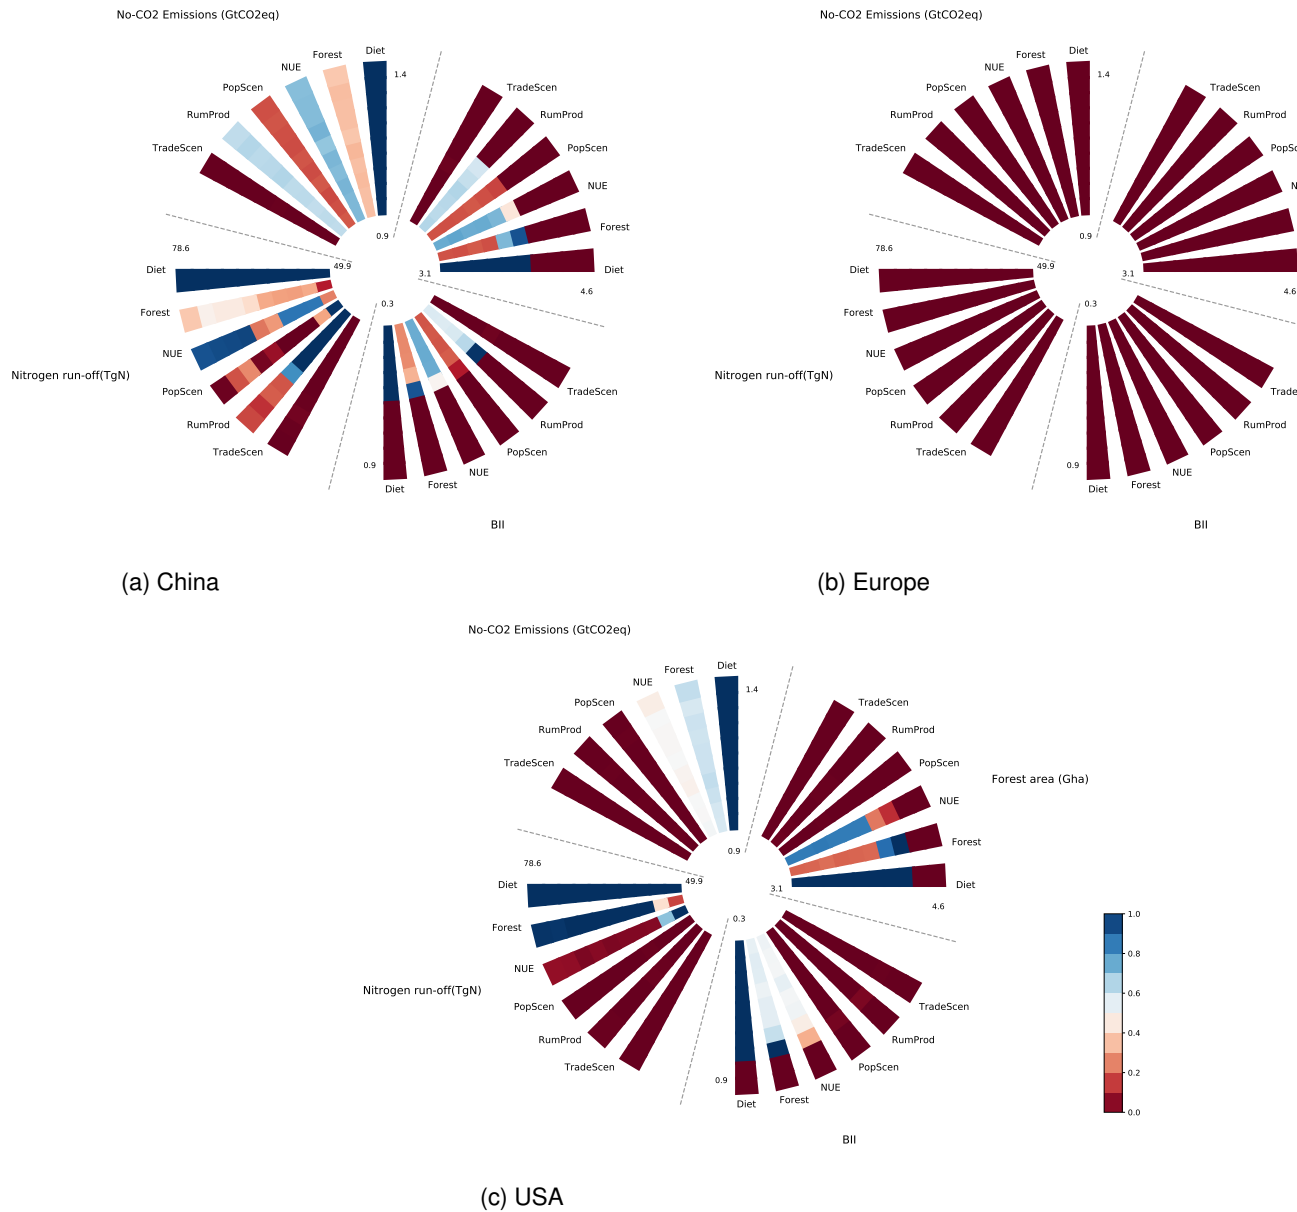 No-CO2 Emissions (GtCO2eq)
Diet
Forest
NUE
PopScen
RumProd
TradeScen
1.4
0.9
TradeScen
RumProd
PopScen
NUE
Forest
Diet
3.1
4.6
78.6
49.9
Diet
Forest
NUE
PopScen
RumProd
TradeScen
Nitrogen run-off(TgN)
0.3
0.9
TradeScen
RumProd
PopScen
NUE
Forest
Diet
BII
(a) China
No-CO2 Emissions (GtCO2eq)
Diet
Forest
NUE
PopScen
RumProd
TradeScen
1.4
0.9
TradeScen
RumProd
PopSc
N
3.1
4.6
78.6
49.9
Diet
Forest
NUE
PopScen
RumProd
TradeScen
Nitrogen run-off(TgN)
0.3
0.9
TradeScen
RumProd
PopScen
NUE
Forest
Diet
BII
(b) Europe
No-CO2 Emissions (GtCO2eq)
Diet
Forest
NUE
PopScen
RumProd
TradeScen
1.4
0.9
TradeScen
RumProd
PopScen
NUE
Forest
Diet
Forest area (Gha)
3.1
4.6
78.6
49.9
Diet
Forest
NUE
PopScen
RumProd
TradeScen
Nitrogen run-off(TgN)
0.3
0.9
TradeScen
RumProd
PopScen
NUE
Forest
Diet
BII
1.0
0.8
0.6
0.4
0.2
0.0
(c) USA